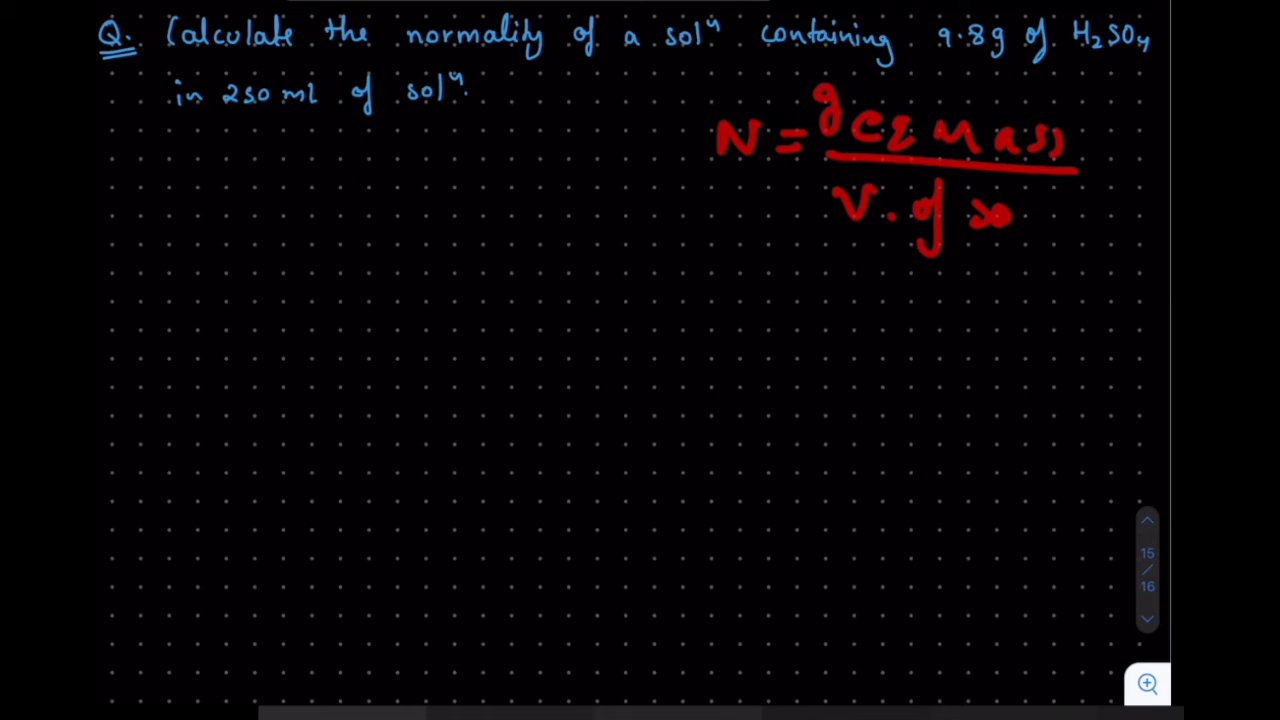 Q. Calculate the normality of a solⁿ containing 9.8g of H₂SO₄
in 250 ml of solⁿ.
N = g eq mass
V. of so
15
/
16